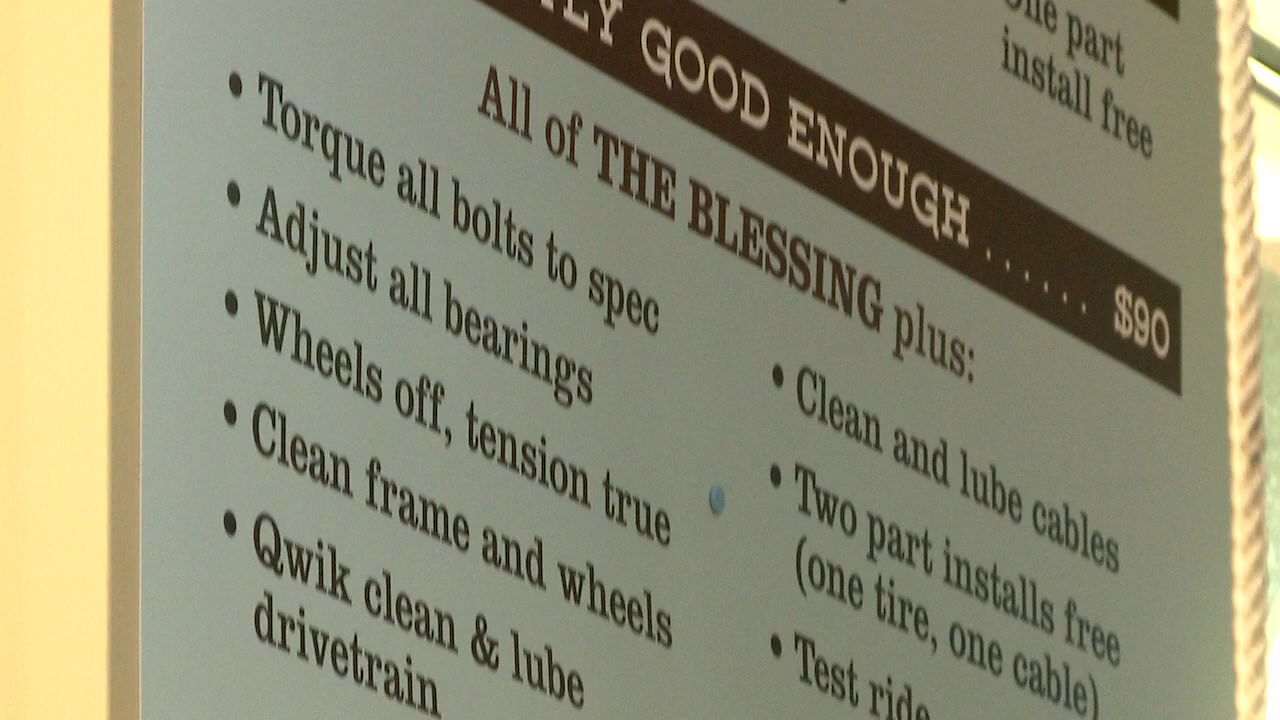 One part
install free
LY GOOD ENOUGH ....... $90
All of THE BLESSING plus:
• Torque all bolts to spec
• Adjust all bearings
• Wheels off, tension true
• Clean frame and wheels
• Qwik clean & lube
drivetrain
• Clean and lube cables
• Two part installs free
(one tire, one cable)
• Test ride